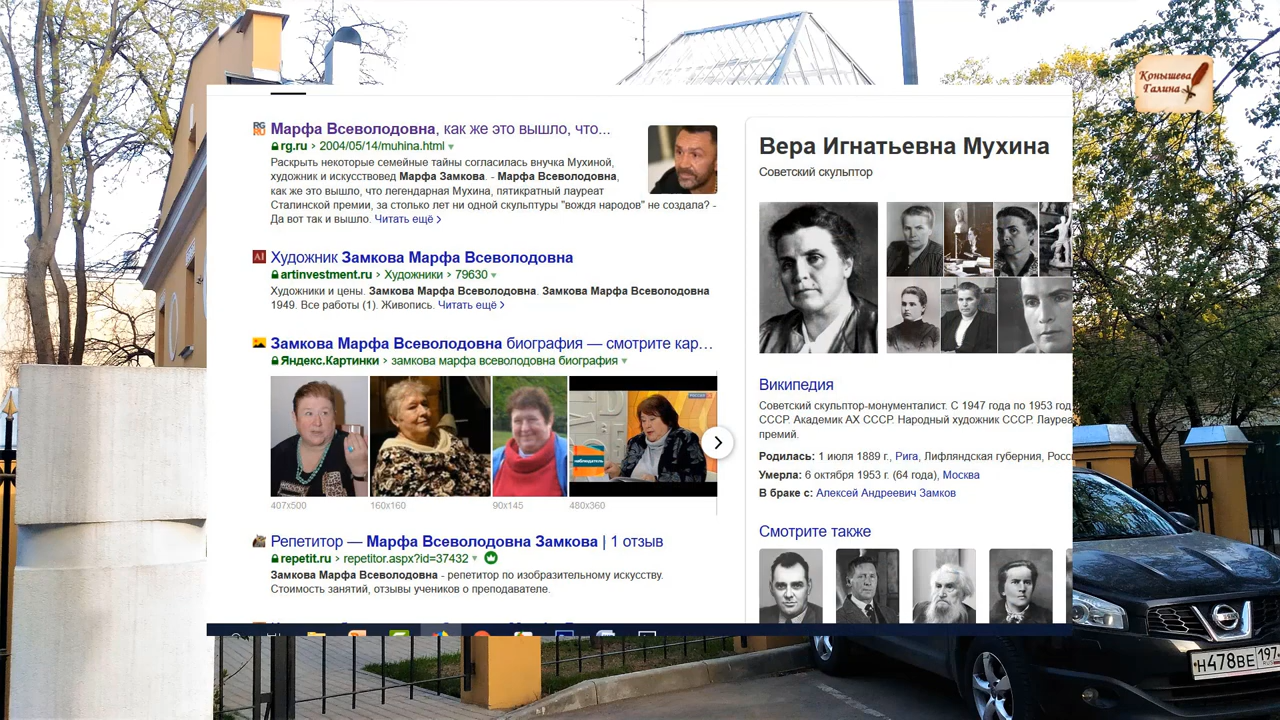 Конышева
Галина
Марфа Всеволодовна, как же это вышло, что...
rg.ru › 2004/05/14/muhina.html
Раскрыть некоторые семейные тайны согласилась внучка Мухиной,
художник и искусствовед Марфа Замкова. - Марфа Всеволодовна,
как же это вышло, что легендарная Мухина, пятикратный лауреат
Сталинской премии, за столько лет ни одной скульптуры "вождя народов" не создала? -
Да вот так и вышло. Читать ещё ›
Художник Замкова Марфа Всеволодовна
artinvestment.ru › Художники › 79630
Художники и цены. Замкова Марфа Всеволодовна. Замкова Марфа Всеволодовна
1949. Все работы (1). Живопись. Читать ещё ›
Замкова Марфа Всеволодовна биография — смотрите кар...
Яндекс.Картинки › замкова марфа всеволодовна биография
РОССИЯ
наблюдатель
407x500
160x160
90x145
480x360
Репетитор — Марфа Всеволодовна Замкова | 1 отзыв
repetit.ru › repetitor.aspx?id=37432
Замкова Марфа Всеволодовна - репетитор по изобразительному искусству.
Стоимость занятий, отзывы учеников о преподавателе.
Вера Игнатьевна Мухина
Советский скульптор
Википедия
Советский скульптор-монументалист. С 1947 года по 1953 год
СССР. Академик АХ СССР. Народный художник СССР. Лауреа
премий.
Родилась: 1 июля 1889 г., Рига, Лифляндская губерния, Росс
Умерла: 6 октября 1953 г. (64 года), Москва
В браке с: Алексей Андреевич Замков
Смотрите также
Н478ВЕ 197
RUS